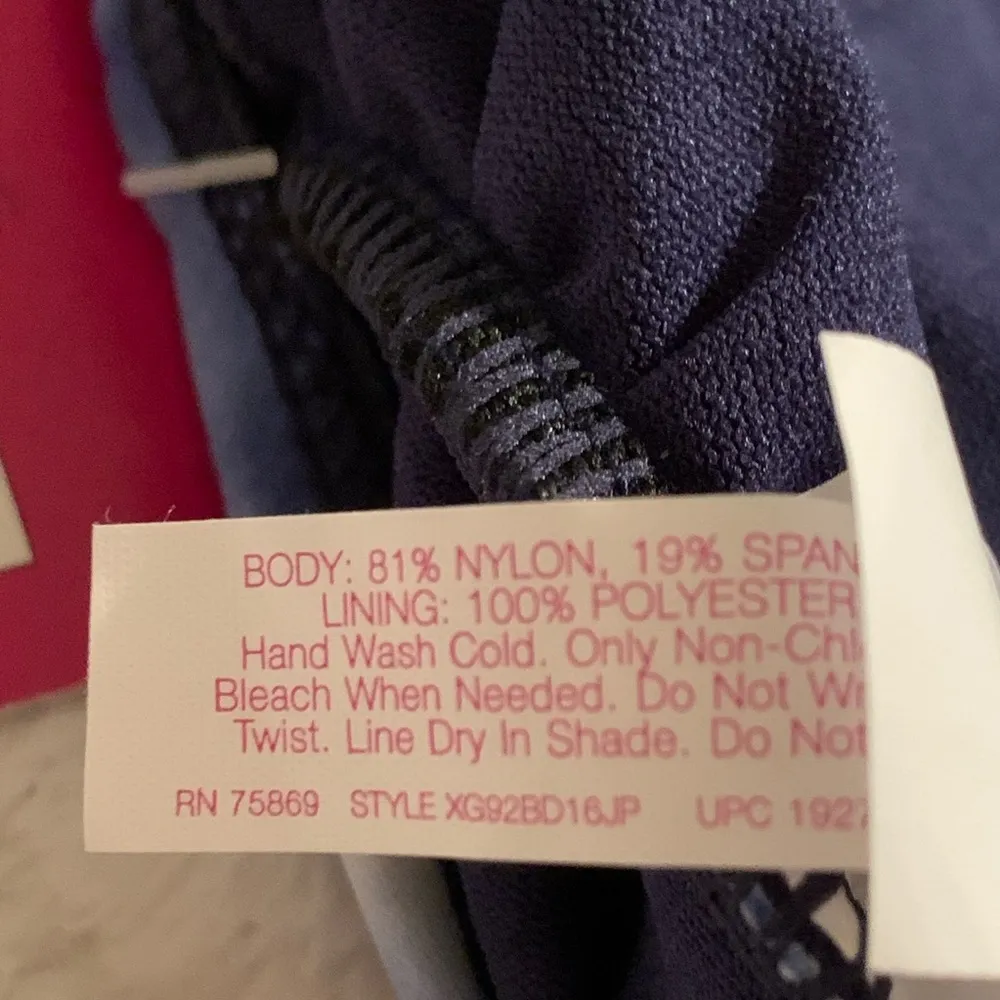 BODY: 81% NYLON, 19% SPAN
LINING: 100% POLYESTER
Hand Wash Cold. Only Non-Chl
Bleach When Needed. Do Not Wr
Twist. Line Dry In Shade. Do Not
RN 75869 STYLE XG92BD16JP UPC 1927